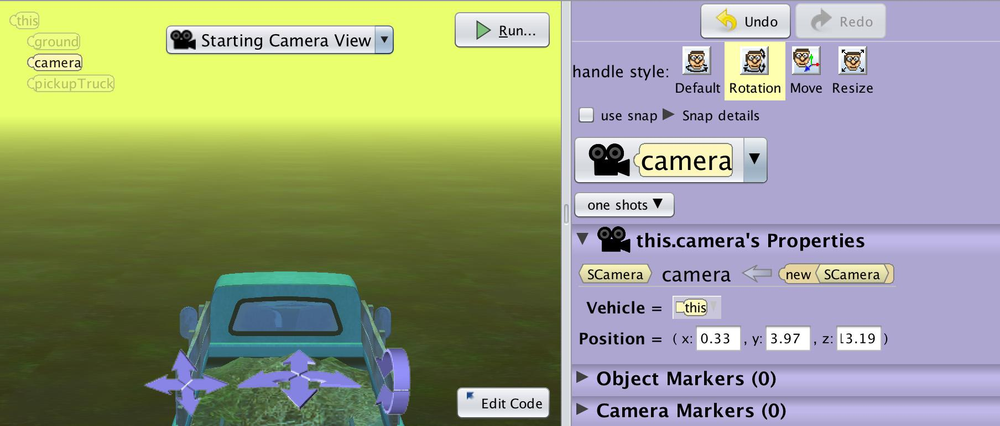 this
ground
camera
pickupTruck
Starting Camera View
Run...
Edit Code
Undo
Redo
handle style:
Default
Rotation
Move
Resize
use snap
Snap details
camera
one shots
this.camera's Properties
SCamera camera new SCamera
Vehicle = this
Position = ( x: 0.33 , y: 3.97 , z: 13.19 )
Object Markers (0)
Camera Markers (0)